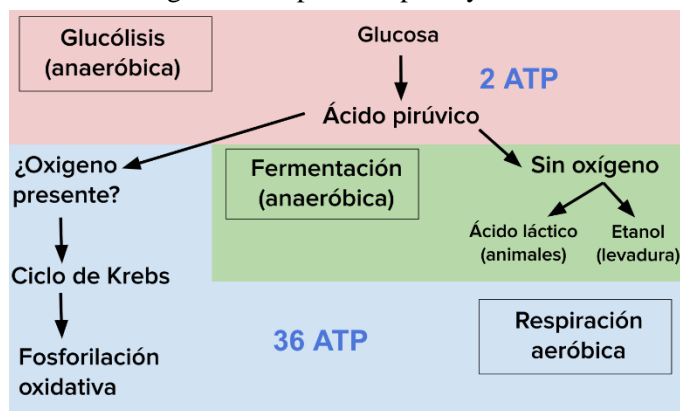 Glucólisis
(anaeróbica)
Glucosa
2 ATP
Ácido pirúvico
¿Oxigeno
presente?
Fermentación
(anaeróbica)
Sin oxígeno
Ácido láctico
(animales)
Etanol
(levadura)
Ciclo de Krebs
36 ATP
Respiración
aeróbica
Fosforilación
oxidativa